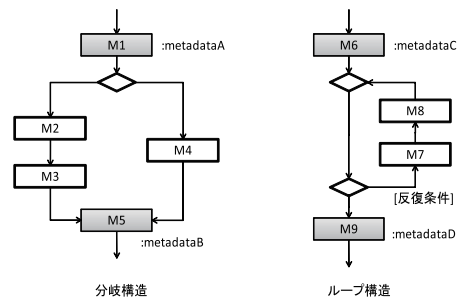 M1 :metadataA
M2
M3
M4
M5
:metadataB
分岐構造
M6 :metadataC
M8
M7
[反復条件]
M9 :metadataD
ループ構造